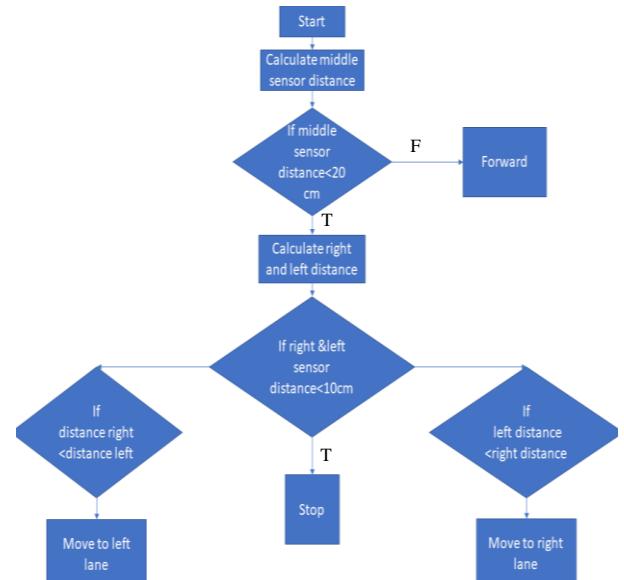 Start
Calculate middle
sensor distance
If middle
sensor
distance<20
cm
F
Forward
T
Calculate right
and left distance
If right &left
sensor
distance<10cm
If
distance right
<distance left
If
left distance
<right distance
T
Stop
Move to left
lane
Move to right
lane